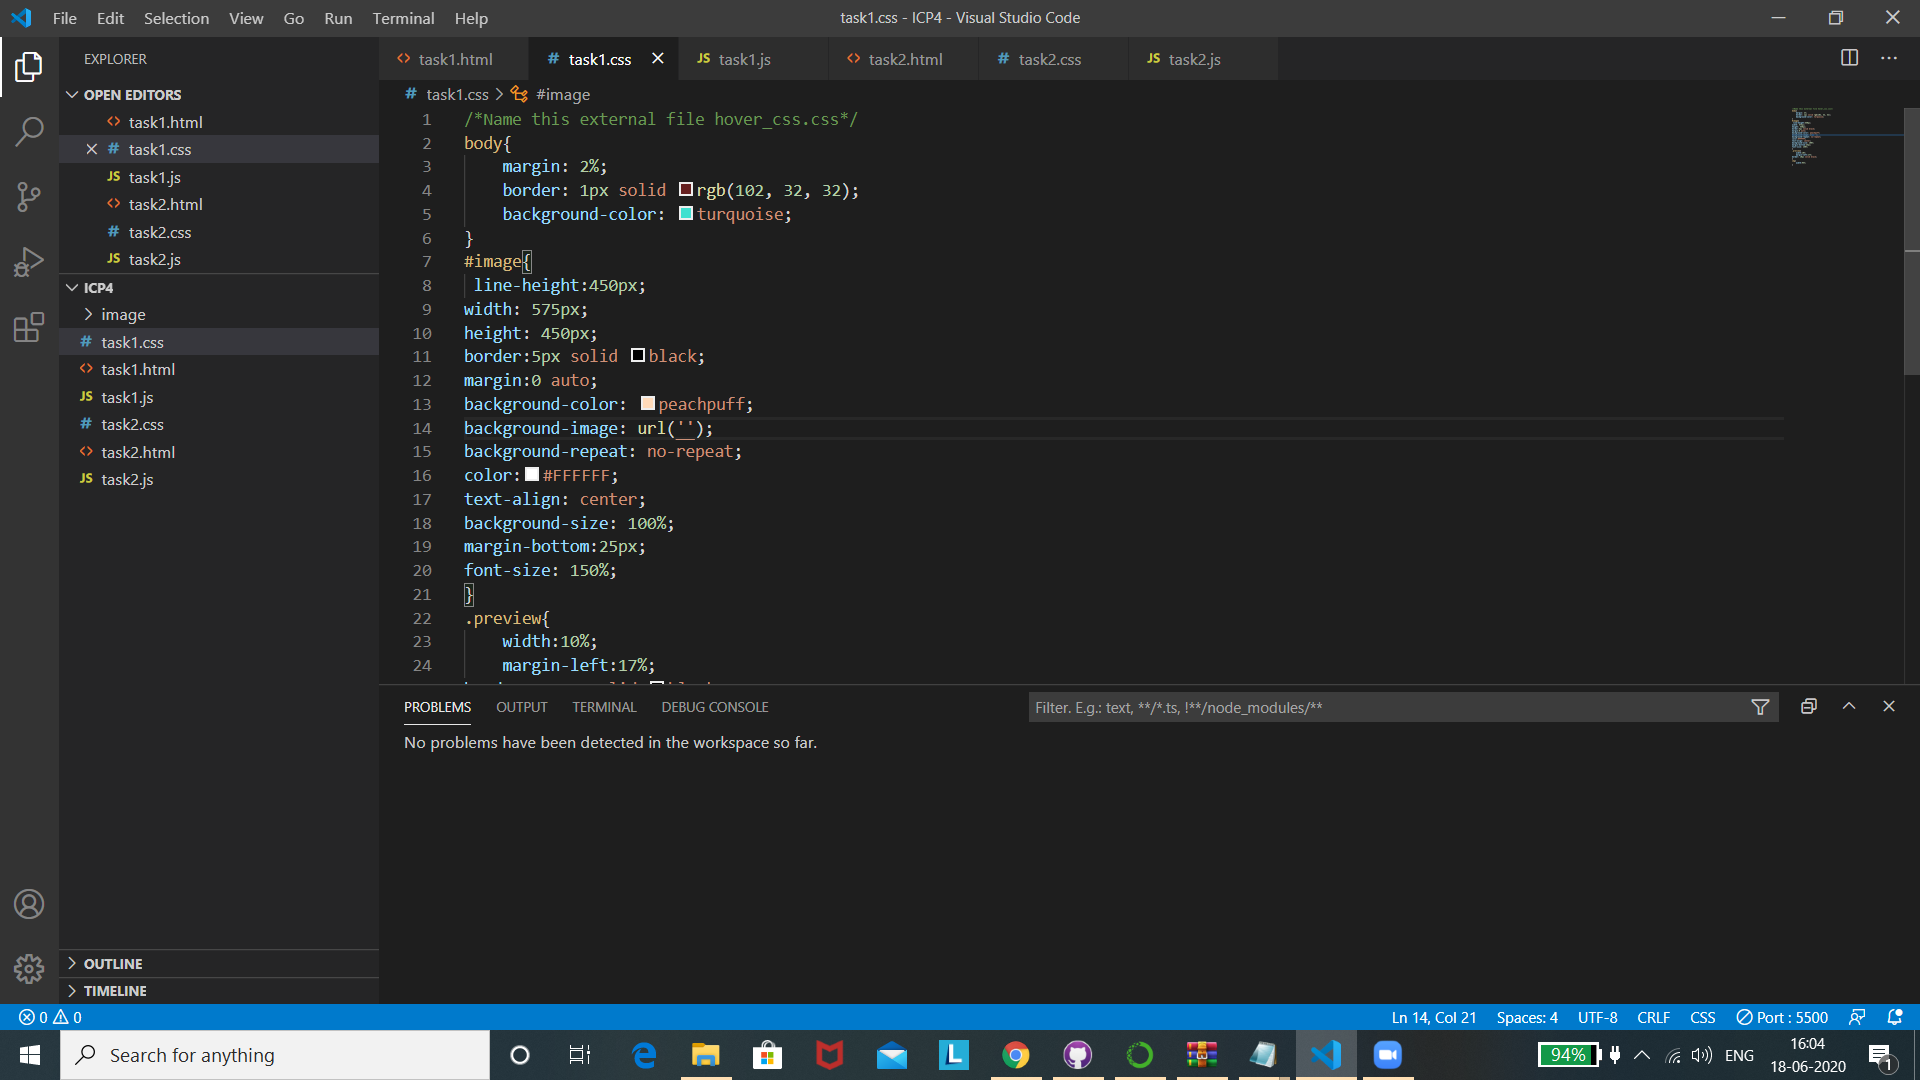 File Edit Selection View Go Run Terminal Help
task1.css - ICP4 - Visual Studio Code
EXPLORER
OPEN EDITORS
task1.html
task1.css
JS task1.js
task2.html
# task2.css
JS task2.js
ICP4
image
# task1.css
task1.html
JS task1.js
# task2.css
task2.html
JS task2.js
OUTLINE
TIMELINE
task1.html # task1.css JS task1.js task2.html # task2.css JS task2.js
# task1.css > #image
1 /*Name this external file hover_css.css*/
2 body{
3 margin: 2%;
4 border: 1px solid rgb(102, 32, 32);
5 background-color: turquoise;
6 }
7 #image{
8 line-height:450px;
9 width: 575px;
10 height: 450px;
11 border:5px solid black;
12 margin:0 auto;
13 background-color: peachpuff;
14 background-image: url('');
15 background-repeat: no-repeat;
16 color:#FFFFFF;
17 text-align: center;
18 background-size: 100%;
19 margin-bottom:25px;
20 font-size: 150%;
21 }
22 .preview{
23 width:10%;
24 margin-left:17%;
PROBLEMS OUTPUT TERMINAL DEBUG CONSOLE
Filter. E.g.: text, **/*.ts, !**/node_modules/**
No problems have been detected in the workspace so far.
0 0
Ln 14, Col 21 Spaces: 4 UTF-8 CRLF CSS Port : 5500
Search for anything
L
94%
ENG
16:04
18-06-2020
1